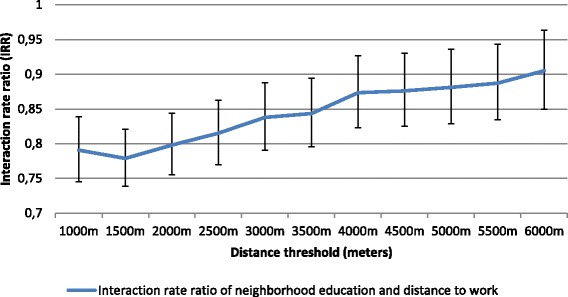 1
0,95
0,9
0,85
0,8
0,75
0,7
Interaction rate ratio (IRR)
1000m 1500m 2000m 2500m 3000m 3500m 4000m 4500m 5000m 5500m 6000m
Distance threshold (meters)
Interaction rate ratio of neighborhood education and distance to work